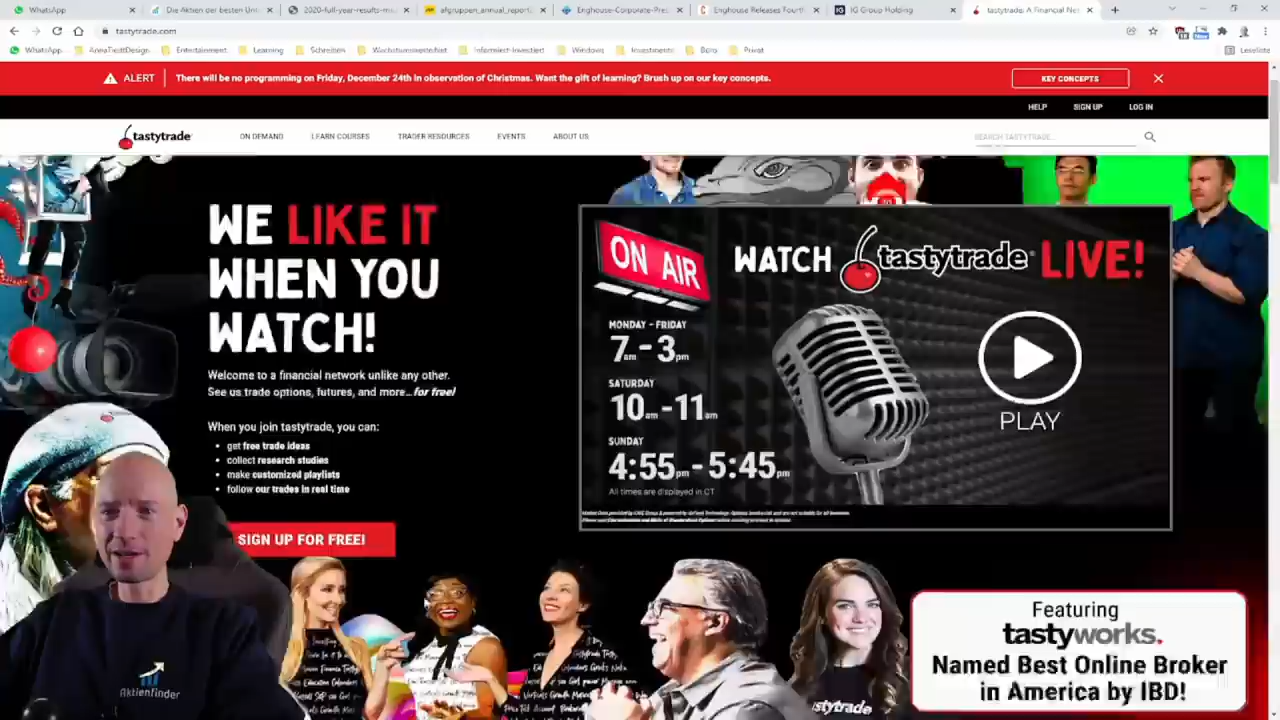 WhatsApp
Die Aktien der besten Unt
2020-full-year-results-m
afgruppen_annual_report
Enghouse-Corporate-Pres
Enghouse Releases Fourt
IG Group Holding
tastytrade: A Financial Ne
tastytrade.com
WhatsApp
Entertainment
Learning
Schreiben
Informiert-Investiert
Windows
Investments
Büro
Privat
Leseliste
ALERT
There will be no programming on Friday, December 24th in observation of Christmas. Want the gift of learning? Brush up on our key concepts.
KEY CONCEPTS
HELP
SIGN UP
LOG IN
tastytrade
ON DEMAND
LEARN COURSES
TRADER RESOURCES
EVENTS
ABOUT US
SEARCH TASTYTRADE...
WE LIKE IT
WHEN YOU
WATCH!
Welcome to a financial network unlike any other.
See us trade options, futures, and more...for free!
When you join tastytrade, you can:
get free trade ideas
collect research studies
make customized playlists
follow our trades in real time
SIGN UP FOR FREE!
ON AIR
WATCH tastytrade LIVE!
MONDAY - FRIDAY
7am - 3pm
SATURDAY
10am -11am
SUNDAY
4:55pm - 5:45pm
All times are displayed in CT
PLAY
Featuring
tastyworks.
Named Best Online Broker
in America by IBD!
Aktienfinder
stytrade